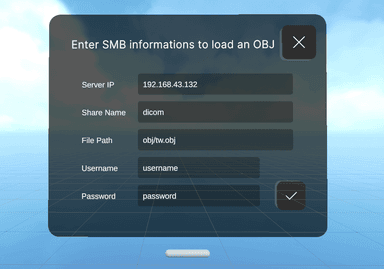 Enter SMB informations to load an OBJ
Server IP 192.168.43.132
Share Name dicom
File Path obj/tw.obj
Username username
Password password